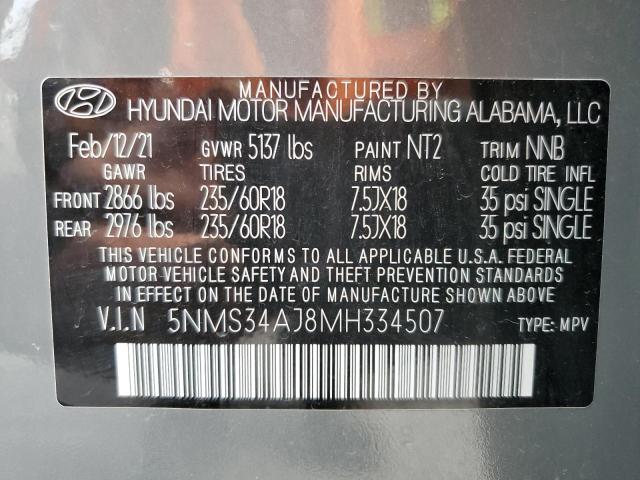 MANUFACTURED BY
HYUNDAI MOTOR MANUFACTURING ALABAMA, LLC
Feb/12/21 GVWR 5137 lbs PAINT NT2 TRIM NNB
GAWR TIRES RIMS COLD TIRE INFL
FRONT 2866 lbs 235/60R18 7.5JX18 35 psi SINGLE
REAR 2976 lbs 235/60R18 7.5JX18 35 psi SINGLE
THIS VEHICLE CONFORMS TO ALL APPLICABLE U.S.A. FEDERAL
MOTOR VEHICLE SAFETY AND THEFT PREVENTION STANDARDS
IN EFFECT ON THE DATE OF MANUFACTURE SHOWN ABOVE.
V.I.N 5NMS34AJ8MH334507 TYPE: MPV